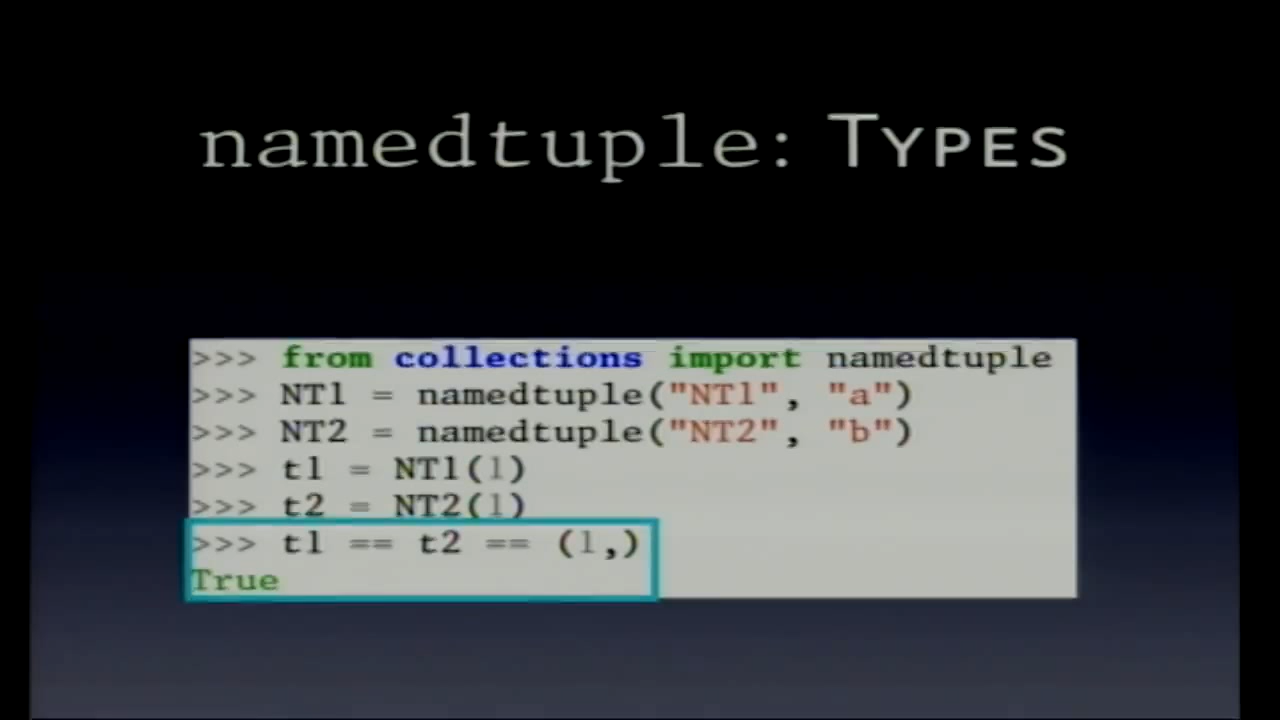 namedtuple: Types
>>> from collections import namedtuple
>>> NT1 = namedtuple("NT1", "a")
>>> NT2 = namedtuple("NT2", "b")
>>> t1 = NT1(1)
>>> t2 = NT2(1)
>>> t1 == t2 == (1,)
True